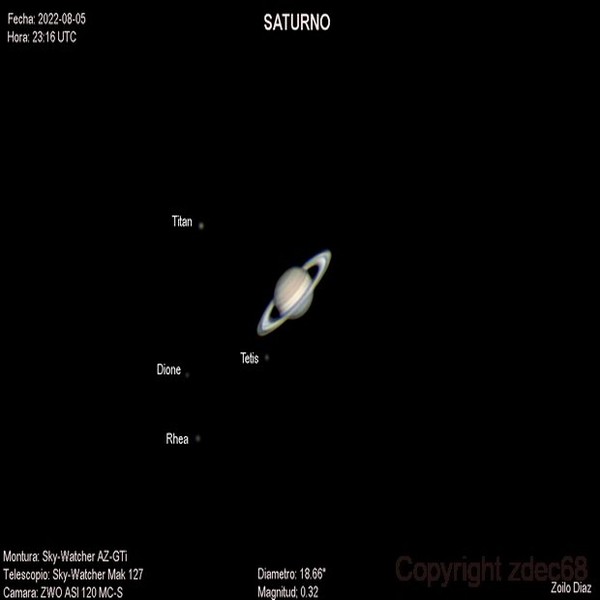 Fecha: 2022-08-05
Hora: 23:16 UTC
SATURNO
Titan
Tetis
Dione
Rhea
Montura: Sky-Watcher AZ-GTi
Telescopio: Sky-Watcher Mak 127
Camara: ZWO ASI 120 MC-S
Diametro: 18.66"
Magnitud; 0.32
Copyright zdec68
Zoilo Diaz